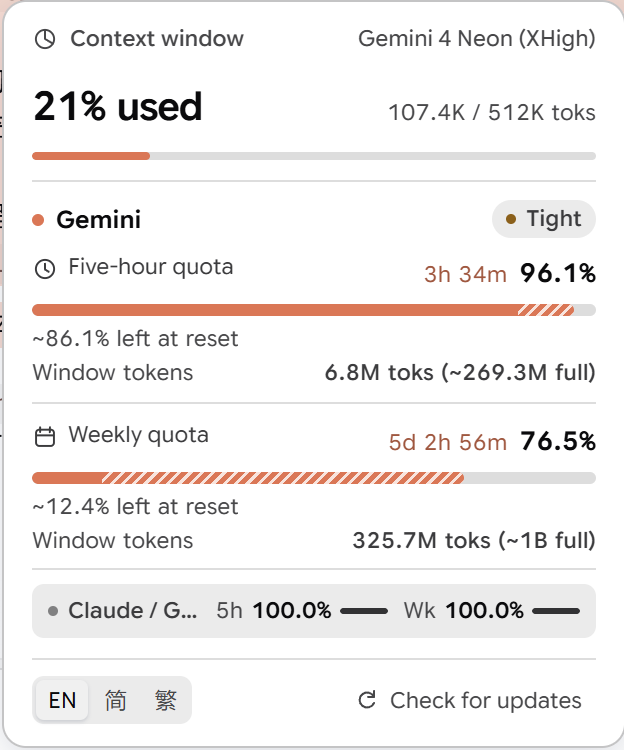 Context window Gemini 4 Neon (XHigh)
21% used 107.4K / 512K toks
Gemini Tight
Five-hour quota 3h 34m 96.1%
~86.1% left at reset
Window tokens 6.8M toks (~269.3M full)
Weekly quota 5d 2h 56m 76.5%
~12.4% left at reset
Window tokens 325.7M toks (~1B full)
Claude / G... 5h 100.0% Wk 100.0%
EN 简 繁 Check for updates